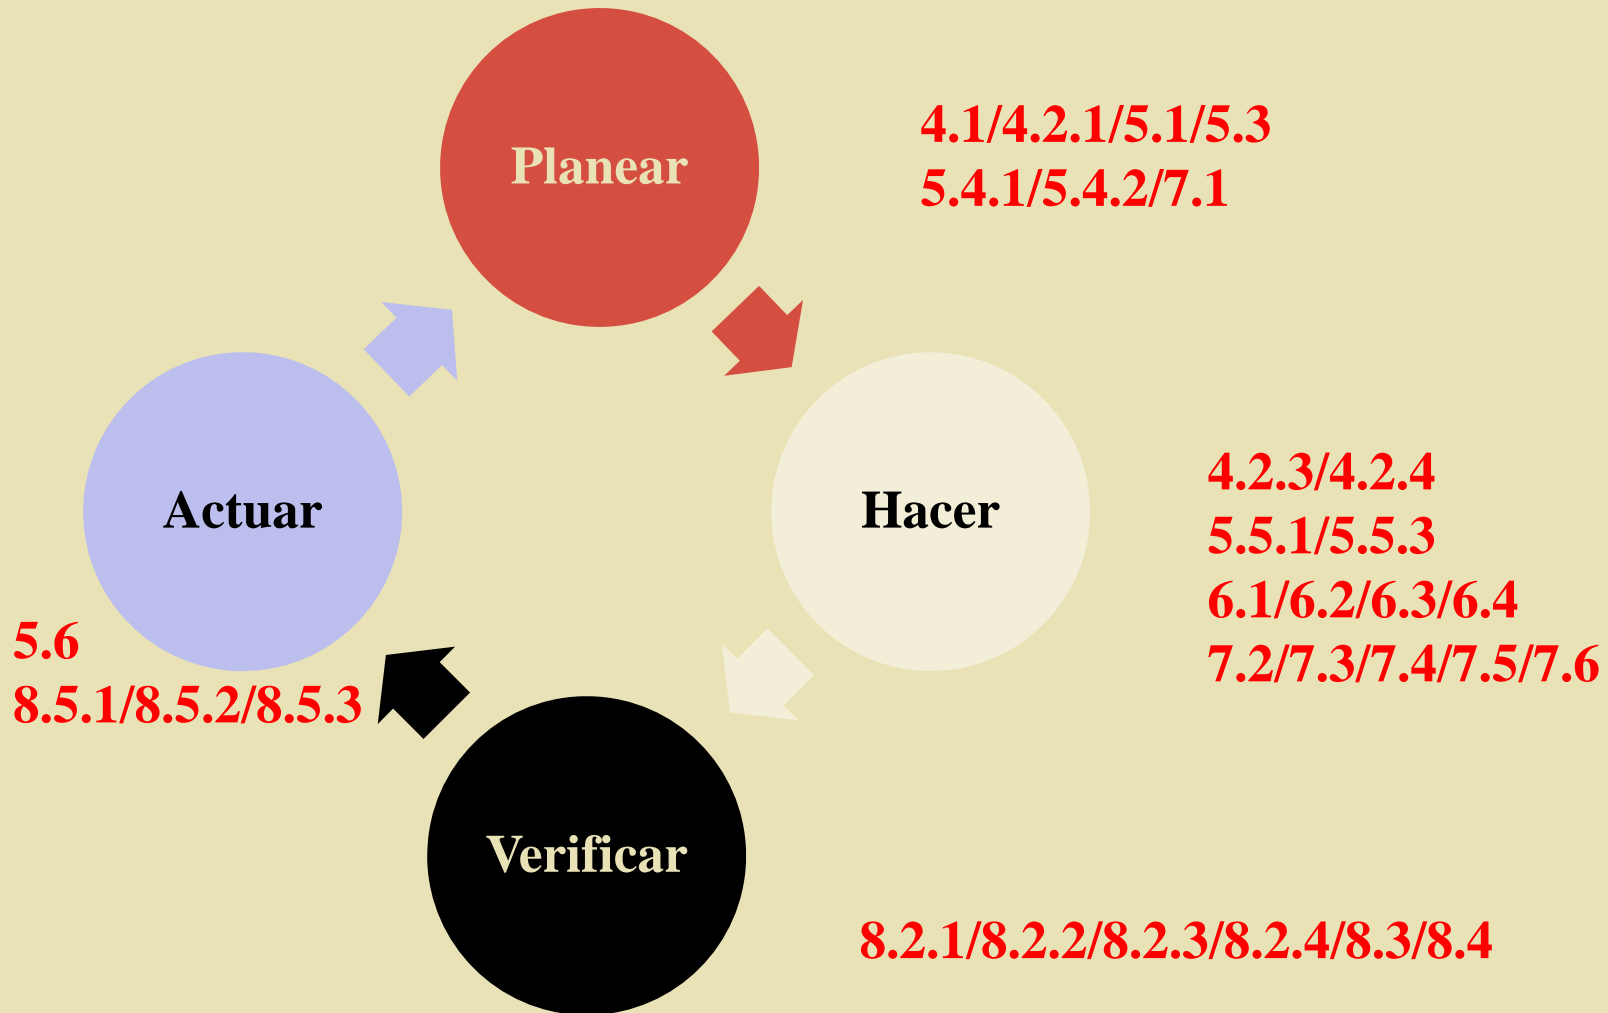 Planear
4.1/4.2.1/5.1/5.3
5.4.1/5.4.2/7.1
Hacer
4.2.3/4.2.4
5.5.1/5.5.3
6.1/6.2/6.3/6.4
7.2/7.3/7.4/7.5/7.6
Verificar
8.2.1/8.2.2/8.2.3/8.2.4/8.3/8.4
Actuar
5.6
8.5.1/8.5.2/8.5.3